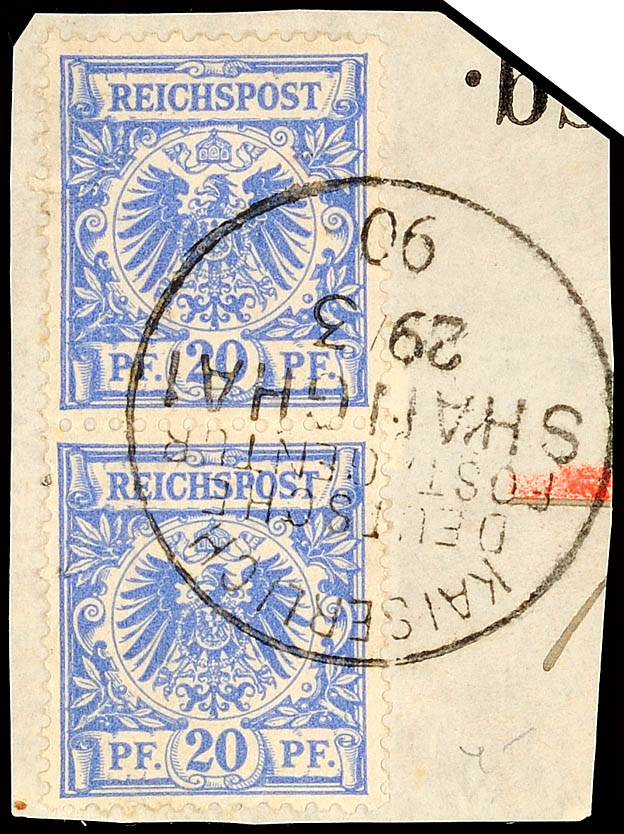 REICHSPOST
PF. 20 PF.
REICHSPOST
PF. 20 PF.
KAISERLICH
DEUTSCHE
POSTAGENTUR
SHANGHAI
29/3
90